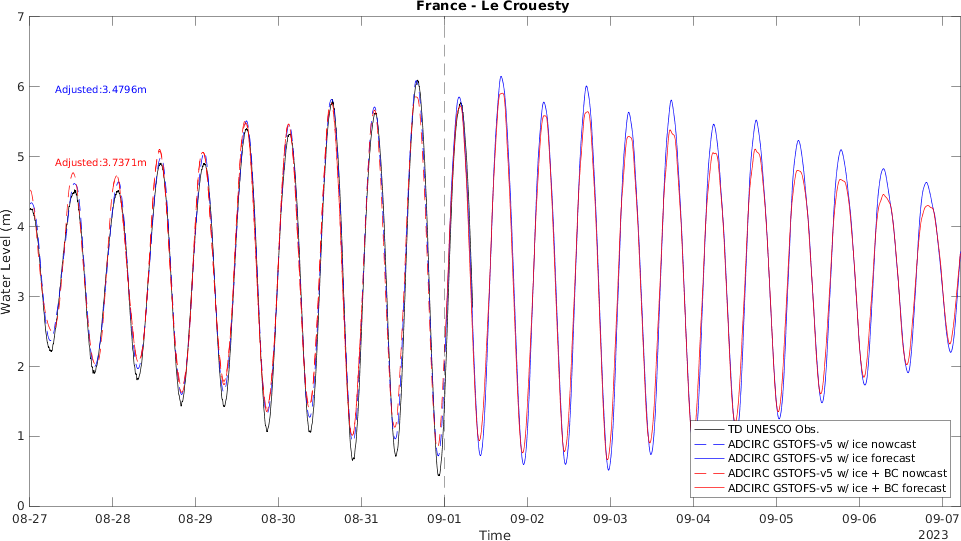 France - Le Crouesty
7
6
5
4
3
2
1
0
Water Level (m)
Adjusted:3.4796m
Adjusted:3.7371m
TD UNESCO Obs.
ADCIRC GSTOFS-v5 w/ ice nowcast
ADCIRC GSTOFS-v5 w/ ice forecast
ADCIRC GSTOFS-v5 w/ ice + BC nowcast
ADCIRC GSTOFS-v5 w/ ice + BC forecast
08-27 08-28 08-29 08-30 08-31 09-01 09-02 09-03 09-04 09-05 09-06 09-07
Time
2023